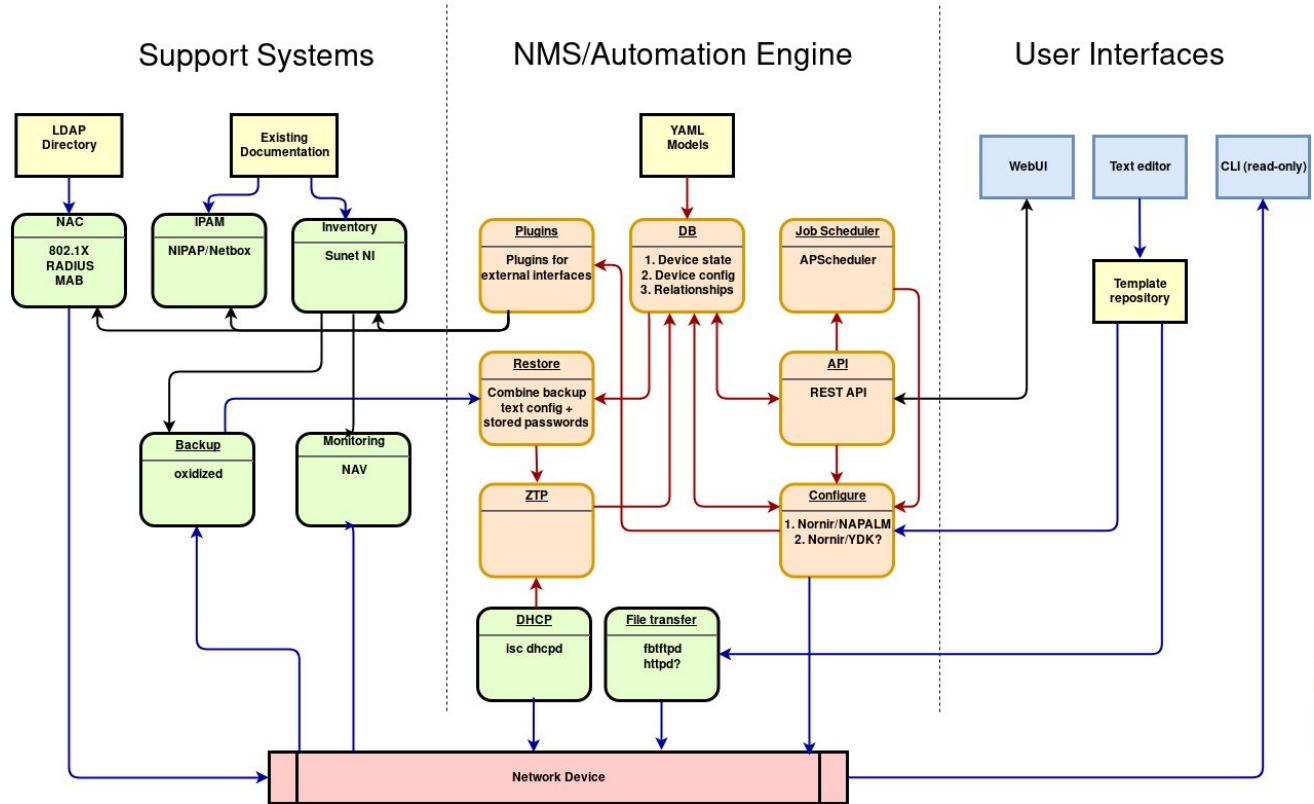 Support Systems
NMS/Automation Engine
User Interfaces
LDAP
Directory
Existing
Documentation
YAML
Models
WebUI
Text editor
CLI (read-only)
NAC
802.1X
RADIUS
MAB
IPAM
NIPAP/Netbox
Inventory
Sunet NI
Plugins
Plugins for
external interfaces
DB
1. Device state
2. Device config
3. Relationships
Job Scheduler
APScheduler
Template
repository
Restore
Combine backup
text config +
stored passwords
API
REST API
Backup
oxidized
Monitoring
NAV
ZTP
Configure
1. Nornir/NAPALM
2. Nornir/YDK?
DHCP
isc dhcpd
File transfer
fbtftpd
httpd?
Network Device